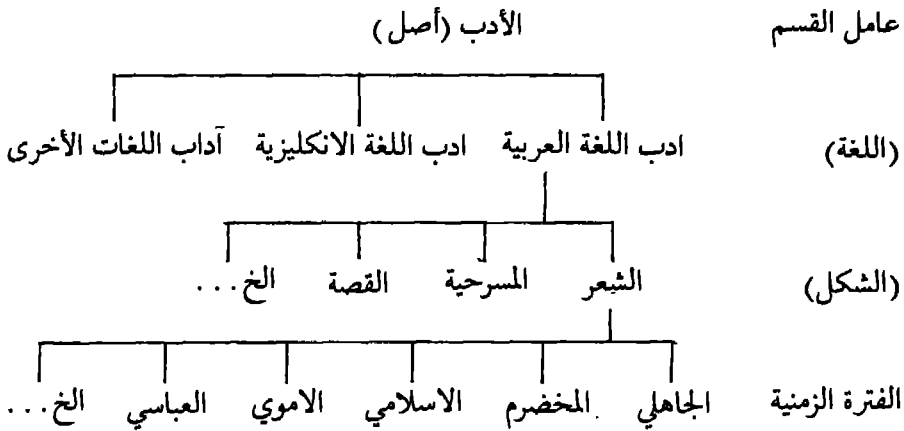 عامل القسم الأدب (أصل)
(اللغة) ادب اللغة العربية ادب اللغة الانكليزية آداب اللغات الأخرى
(الشكل) الشعر المسرحية القصة الخ...
الفترة الزمنية الجاهلي المخضرم الاسلامي الاموي العباسي الخ...